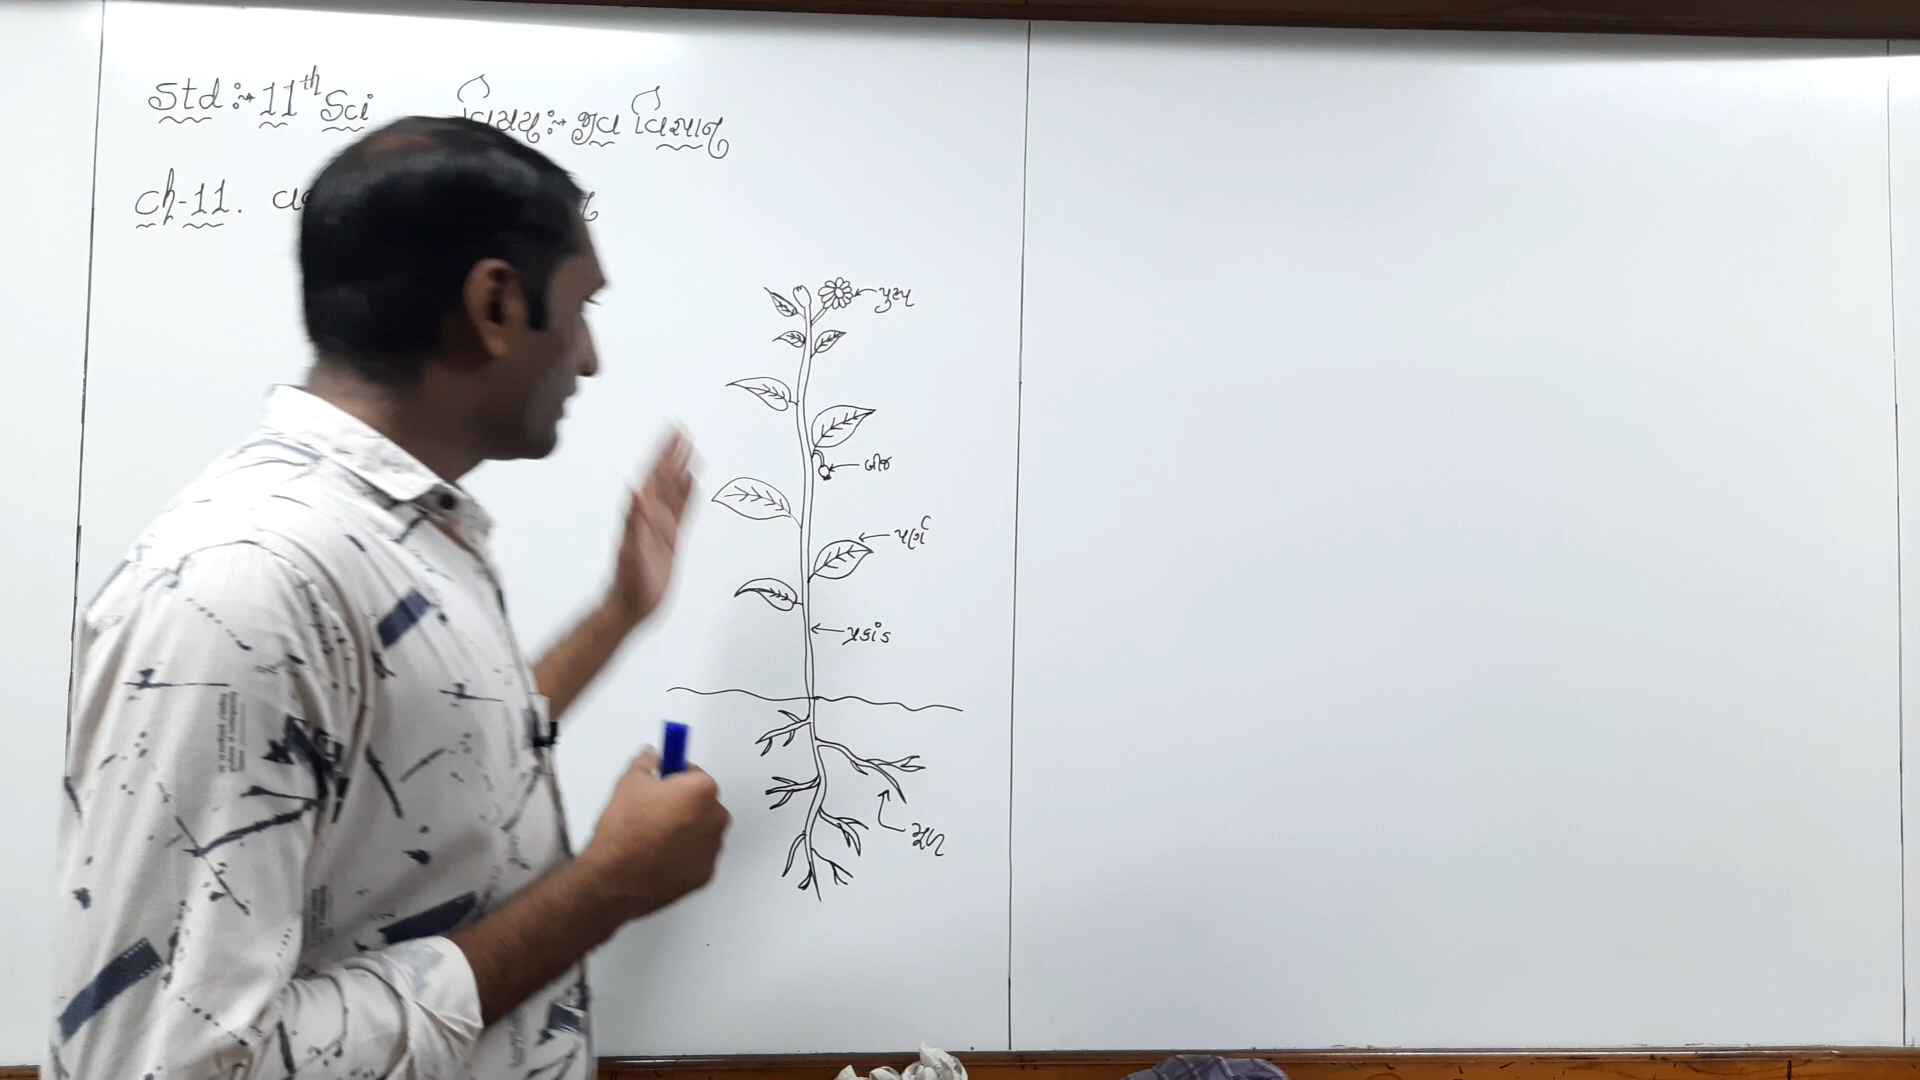 Std :→ 11th Sci વિષય :→ જીવ વિજ્ઞાન
Ch-11.
પુષ્પ
બીજ
પર્ણ
પ્રકાંડ
મૂળ